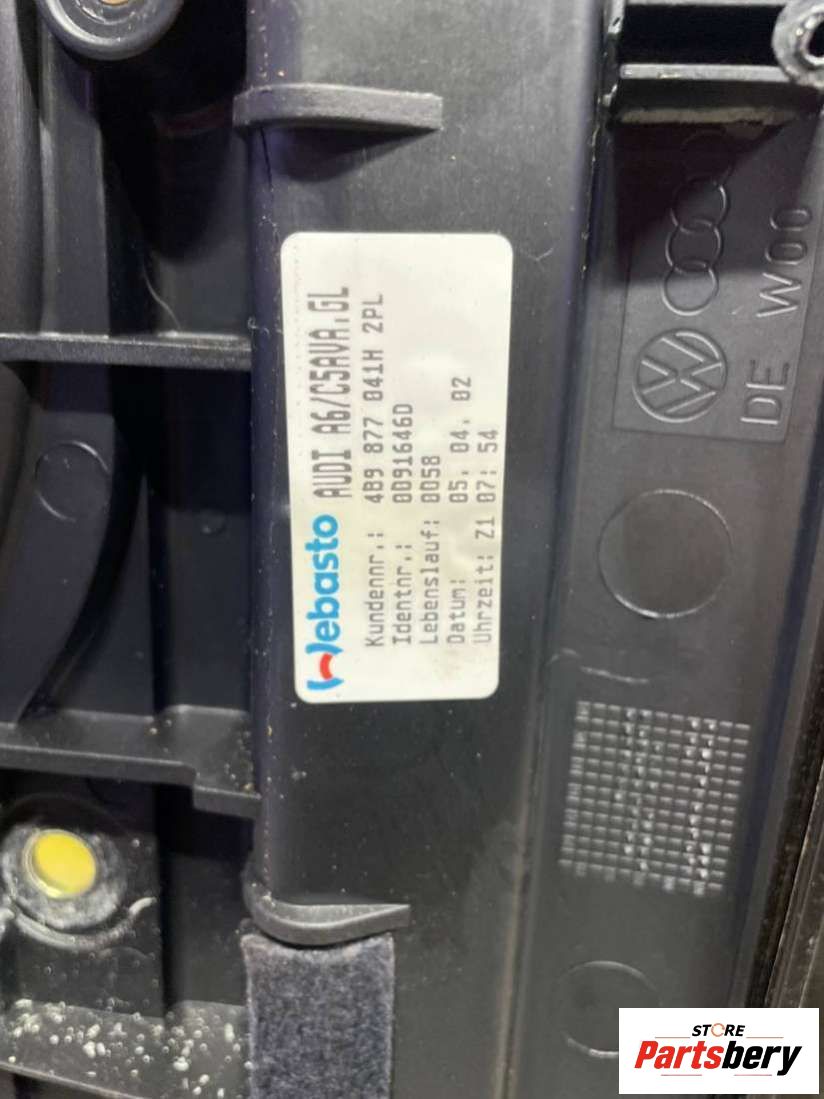 Webasto AUDI A6/C5AVA.GL
Kundennr.: 4B9 877 041H 2PL
Identnr.: 0091646D
Lebenslauf: 0058
Datum: 05. 04. 02
Uhrzeit: Z1 07: 54
DE W00
STORE
Partsbery